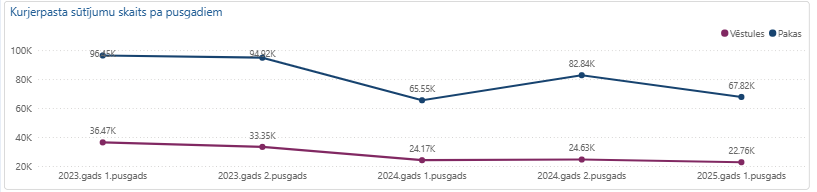 Kurjerpasta sūtījumu skaits pa pusgadiem
Vēstules Pakas
100K
80K
60K
40K
20K
96.45K 94.92K 65.55K 82.84K 67.82K
36.47K 33.35K 24.17K 24.63K 22.76K
2023.gads 1.pusgads 2023.gads 2.pusgads 2024.gads 1.pusgads 2024.gads 2.pusgads 2025.gads 1.pusgads